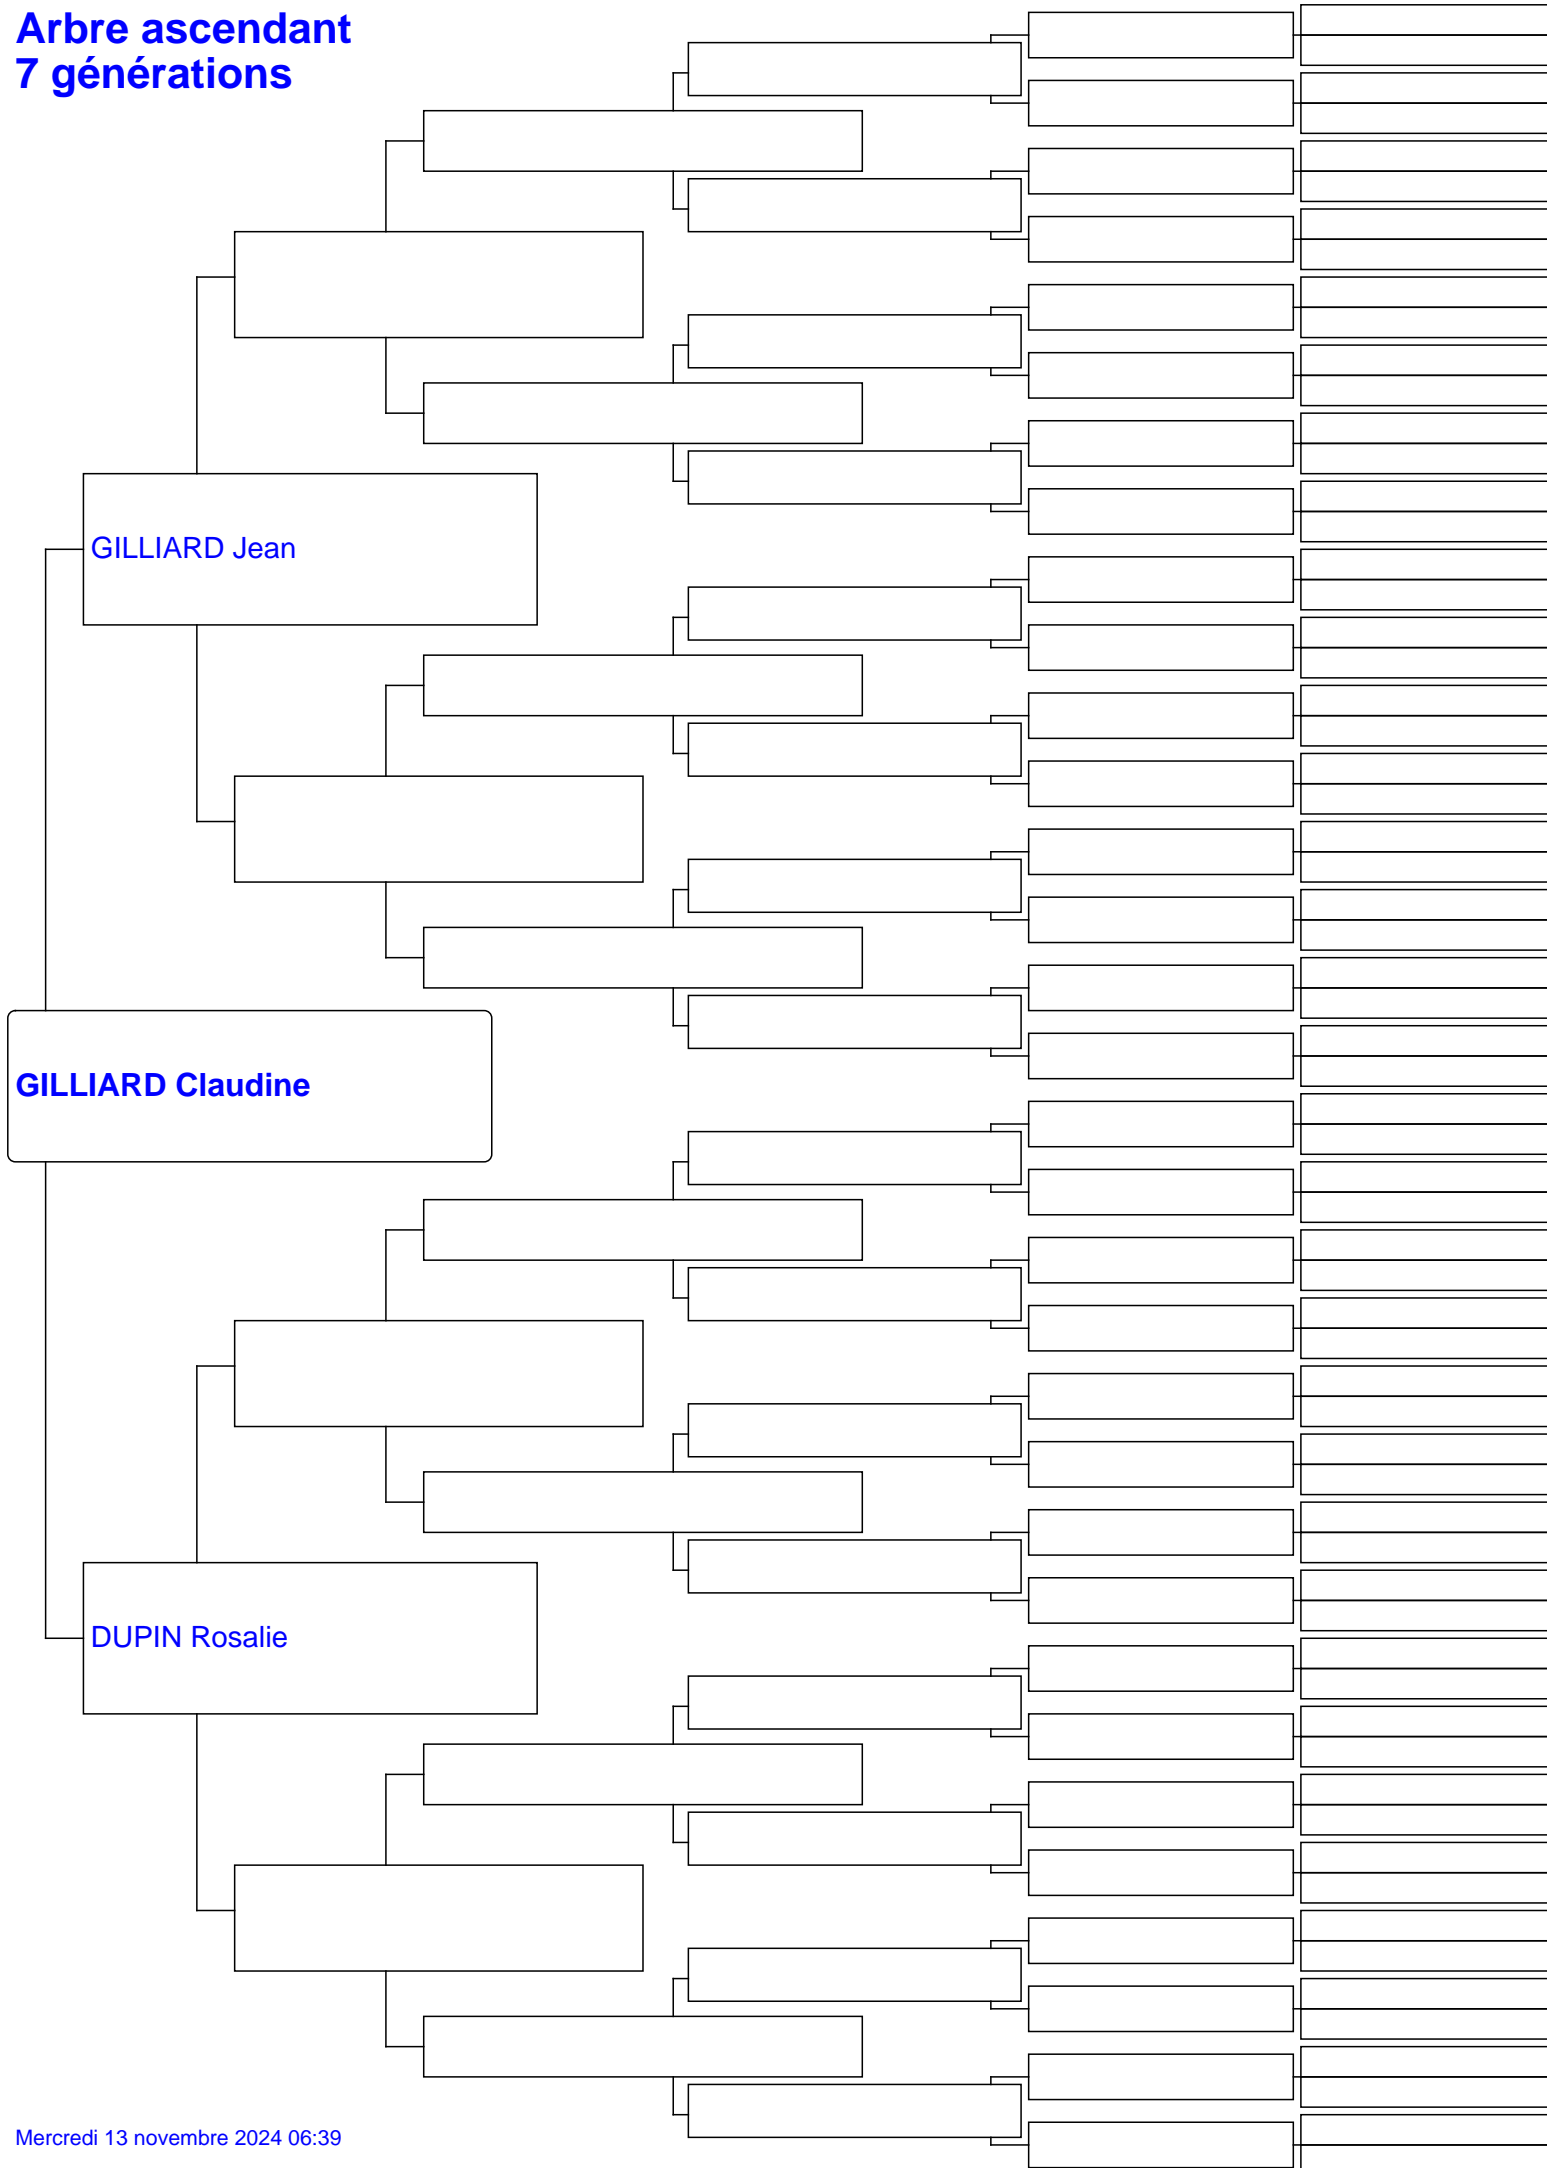 Arbre ascendant
7 générations
GILLIARD Jean
GILLIARD Claudine
DUPIN Rosalie
Mercredi 13 novembre 2024 06:39